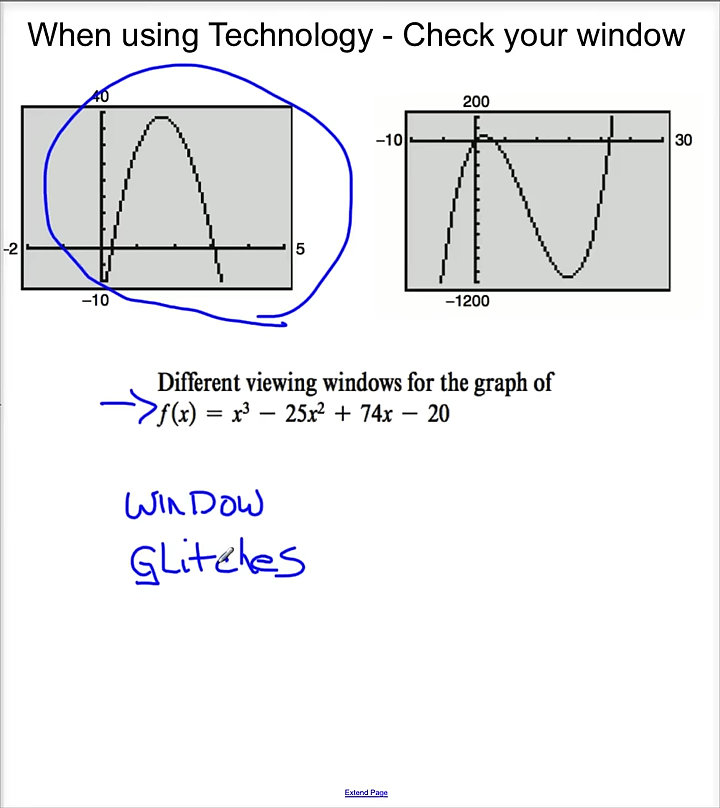 When using Technology - Check your window
40
-2
5
−10
200
−10
30
−1200
Different viewing windows for the graph of
f(x) = x³ − 25x² + 74x − 20
WINDOW
GLitches
Extend Page